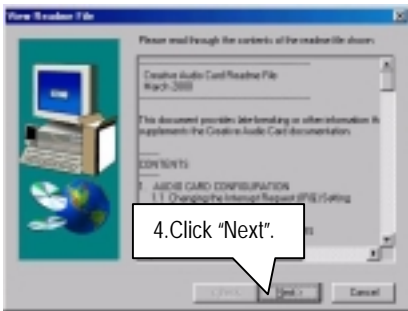 View Readme File
Please read through the contents of the readme file shown
Creative Audio Card Readme File
March 2000
This document provides late-breaking or other information th
supplements the Creative Audio Card documentation.
CONTENTS
1. AUDIO CARD CONFIGURATION
1.1 Changing the Interrupt Request (IRQ) Setting
4.Click “Next”.
Next >
Cancel